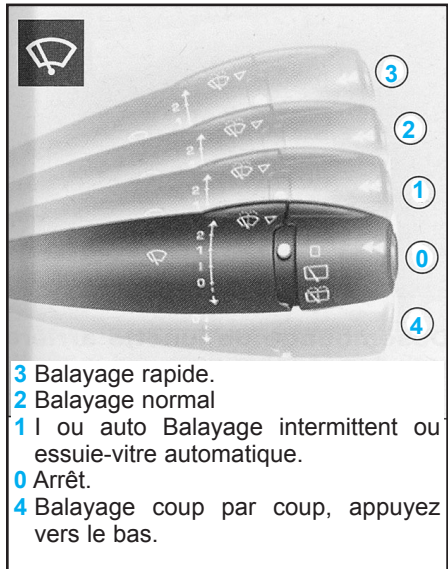 3
2
1
0
4
2
1
I
0
3 Balayage rapide.
2 Balayage normal
1 I ou auto Balayage intermittent ou
essuie-vitre automatique.
0 Arrêt.
4 Balayage coup par coup, appuyez
vers le bas.